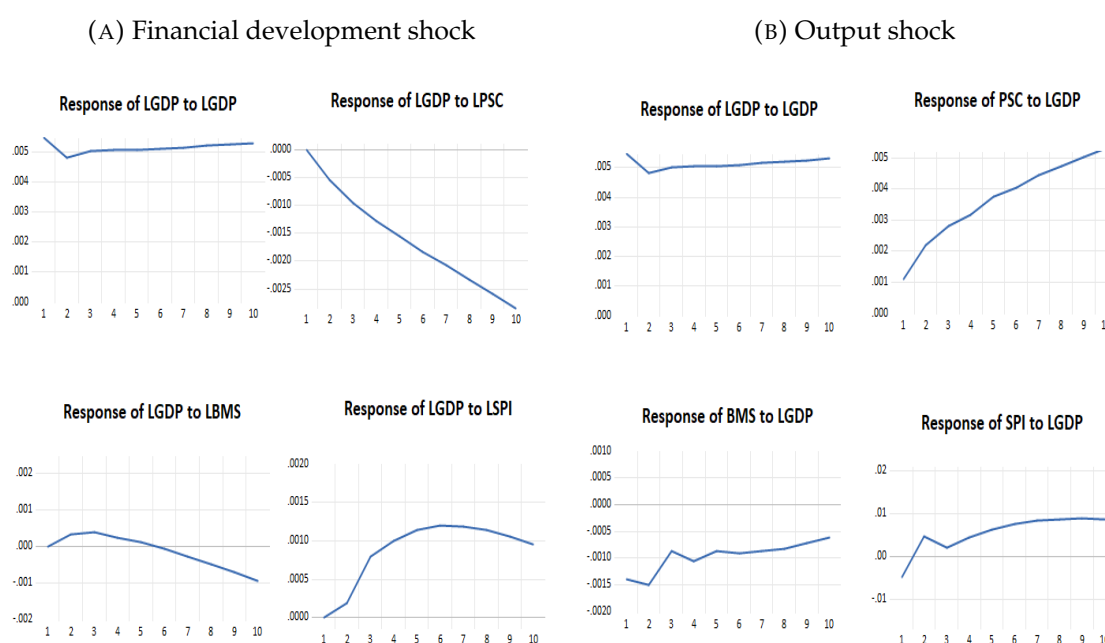 (A) Financial development shock
(B) Output shock
Response of LGDP to LGDP
.005
.004
.003
.002
.001
.000
1 2 3 4 5 6 7 8 9 10
Response of LGDP to LPSC
.0000
-.0005
-.0010
-.0015
-.0020
-.0025
1 2 3 4 5 6 7 8 9 10
Response of LGDP to LGDP
.005
.004
.003
.002
.001
.000
1 2 3 4 5 6 7 8 9 10
Response of PSC to LGDP
.005
.004
.003
.002
.001
.000
1 2 3 4 5 6 7 8 9
Response of LGDP to LBMS
.002
.001
.000
-.001
-.002
1 2 3 4 5 6 7 8 9 10
Response of LGDP to LSPI
.0020
.0015
.0010
.0005
.0000
1 2 3 4 5 6 7 8 9 10
Response of BMS to LGDP
.0010
.0005
.0000
-.0005
-.0010
-.0015
-.0020
1 2 3 4 5 6 7 8 9 10
Response of SPI to LGDP
.02
.01
.00
-.01
1 2 3 4 5 6 7 8 9